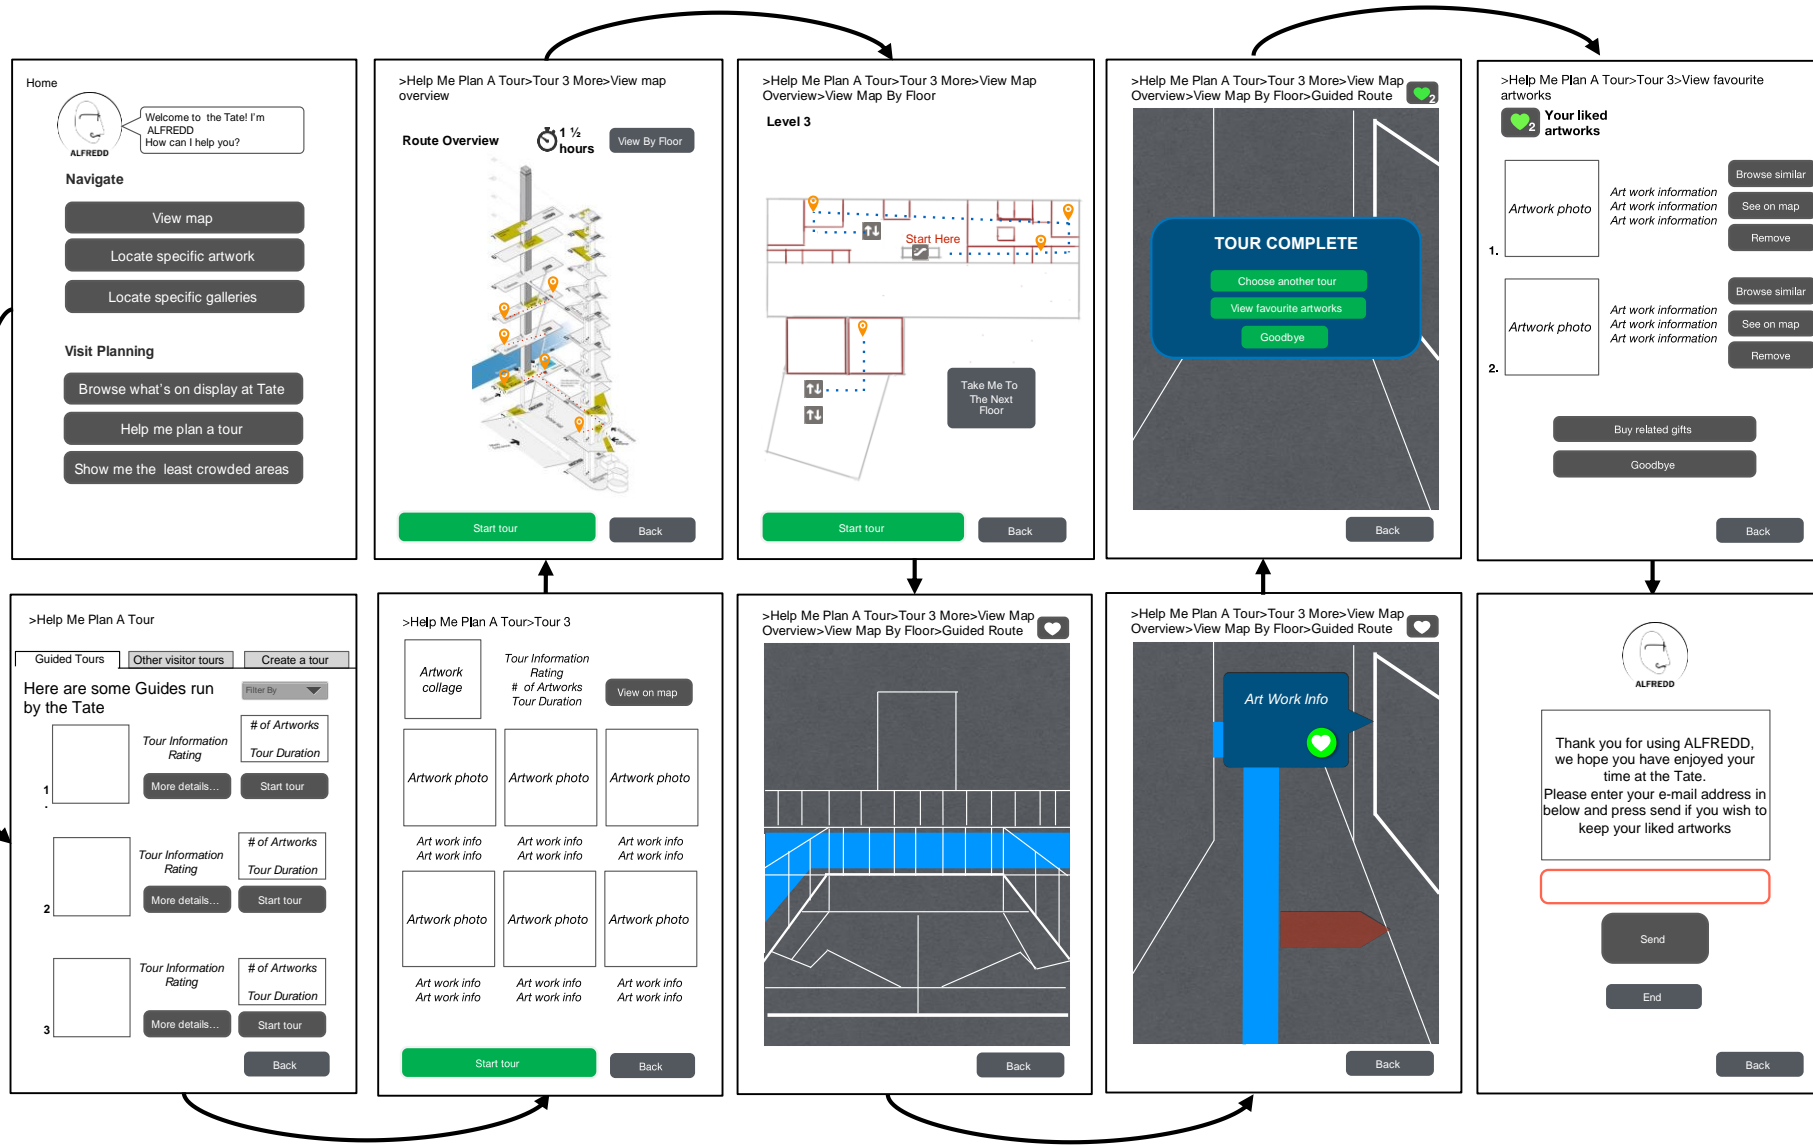 Home
Welcome to  the Tate! I'm
ALFREDD
How can I help you?
ALFREDD
Navigate
View map
Locate specific artwork
Locate specific galleries
Visit Planning
Browse what's on display at Tate
Help me plan a tour
Show me the  least crowded areas
>Help Me Plan A Tour>Tour 3 More>View map
overview
Route Overview
1 ½
hours
View By Floor
Start tour
Back
>Help Me Plan A Tour>Tour 3 More>View Map
Overview>View Map By Floor
Level 3
Start Here
Take Me To
The Next
Floor
Start tour
Back
>Help Me Plan A Tour>Tour 3 More>View Map
Overview>View Map By Floor>Guided Route
2
TOUR COMPLETE
Choose another tour
View favourite artworks
Goodbye
Back
>Help Me Plan A Tour>Tour 3>View favourite
artworks
2
Your liked
artworks
Artwork photo
Art work information
Art work information
Art work information
Browse similar
See on map
Remove
1.
Artwork photo
Art work information
Art work information
Art work information
Browse similar
See on map
Remove
2.
Buy related gifts
Goodbye
Back
>Help Me Plan A Tour
Guided Tours
Other visitor tours
Create a tour
Here are some Guides run
by the Tate
Filter By
Tour Information
Rating
# of Artworks
Tour Duration
1
.
More details...
Start tour
Tour Information
Rating
# of Artworks
Tour Duration
2
More details...
Start tour
Tour Information
Rating
# of Artworks
Tour Duration
3
More details...
Start tour
Back
>Help Me Plan A Tour>Tour 3
Artwork
collage
Tour Information
Rating
#  of Artworks
Tour Duration
View on map
Artwork photo
Artwork photo
Artwork photo
Art work info
Art work info
Art work info
Art work info
Art work info
Art work info
Artwork photo
Artwork photo
Artwork photo
Art work info
Art work info
Art work info
Art work info
Art work info
Art work info
Start tour
Back
>Help Me Plan A Tour>Tour 3 More>View Map
Overview>View Map By Floor>Guided Route
Back
>Help Me Plan A Tour>Tour 3 More>View Map
Overview>View Map By Floor>Guided Route
Art Work Info
Back
ALFREDD
Thank you for using ALFREDD,
we hope you have enjoyed your
time at the Tate.
Please enter your e-mail address in
below and press send if you wish to
keep your liked artworks
Send
End
Back